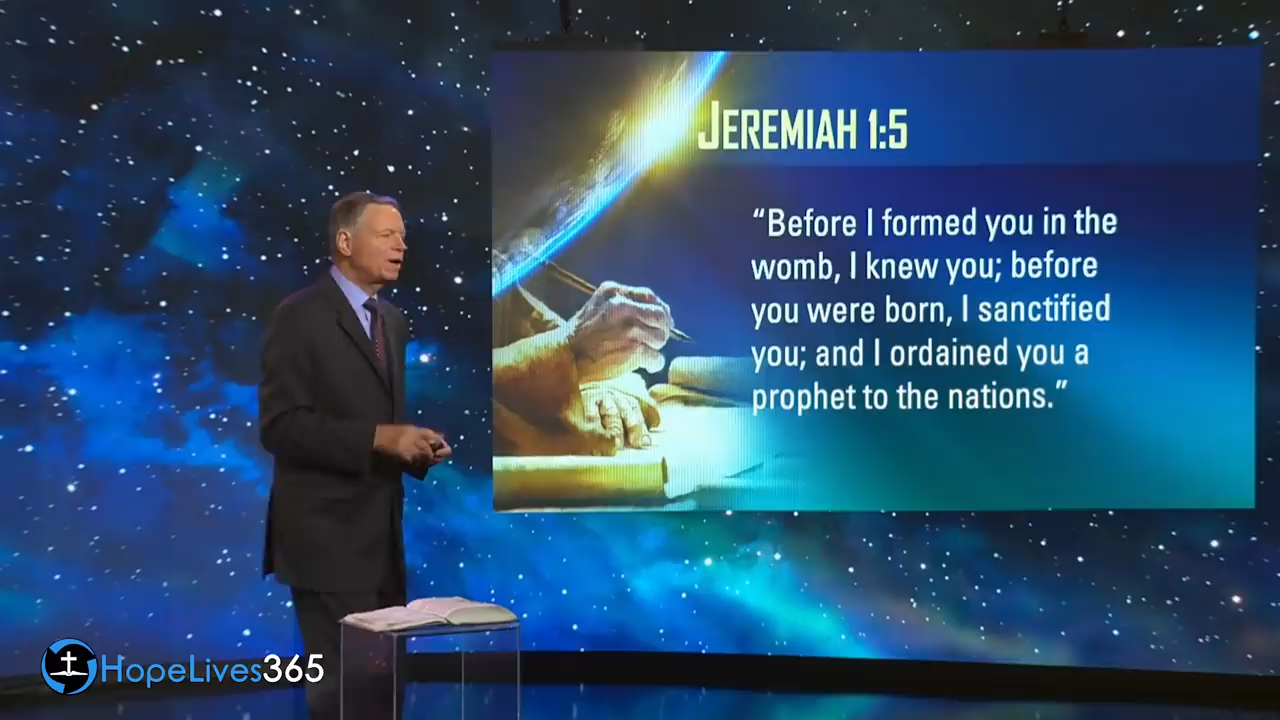 JEREMIAH 1:5
“Before I formed you in the
womb, I knew you; before
you were born, I sanctified
you; and I ordained you a
prophet to the nations.”
HopeLives365